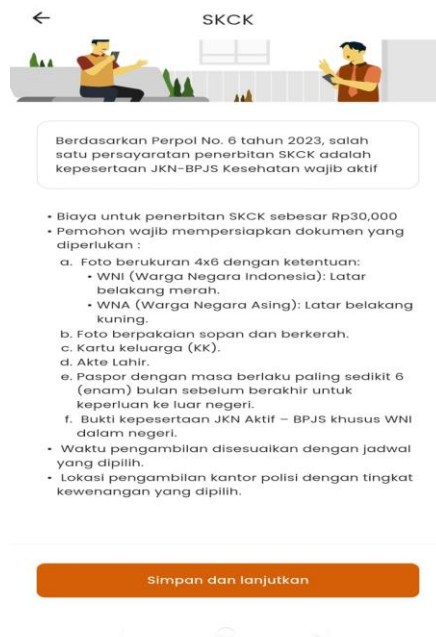 SKCK
Berdasarkan Perpol No. 6 tahun 2023, salah
satu persayaratan penerbitan SKCK adalah
kepesertaan JKN-BPJS Kesehatan wajib aktif
• Biaya untuk penerbitan SKCK sebesar Rp30,000
• Pemohon wajib mempersiapkan dokumen yang
diperlukan :
a. Foto berukuran 4x6 dengan ketentuan:
• WNI (Warga Negara Indonesia): Latar
belakang merah.
• WNA (Warga Negara Asing): Latar belakang
kuning.
b. Foto berpakaian sopan dan berkerah.
c. Kartu keluarga (KK).
d. Akte Lahir.
e. Paspor dengan masa berlaku paling sedikit 6
(enam) bulan sebelum berakhir untuk
keperluan ke luar negeri.
f. Bukti kepesertaan JKN Aktif – BPJS khusus WNI
dalam negeri.
• Waktu pengambilan disesuaikan dengan jadwal
yang dipilih.
• Lokasi pengambilan kantor polisi dengan tingkat
kewenangan yang dipilih.
Simpan dan lanjutkan